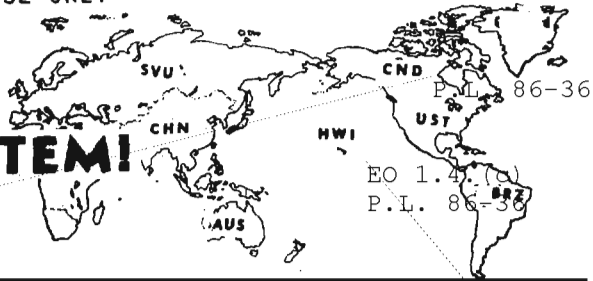 SVU
CND
P.L. 86-36
UST
CHN
HWI
TEM!
EO 1.4.(c)
P.L. 86-36
BRZ
AUS